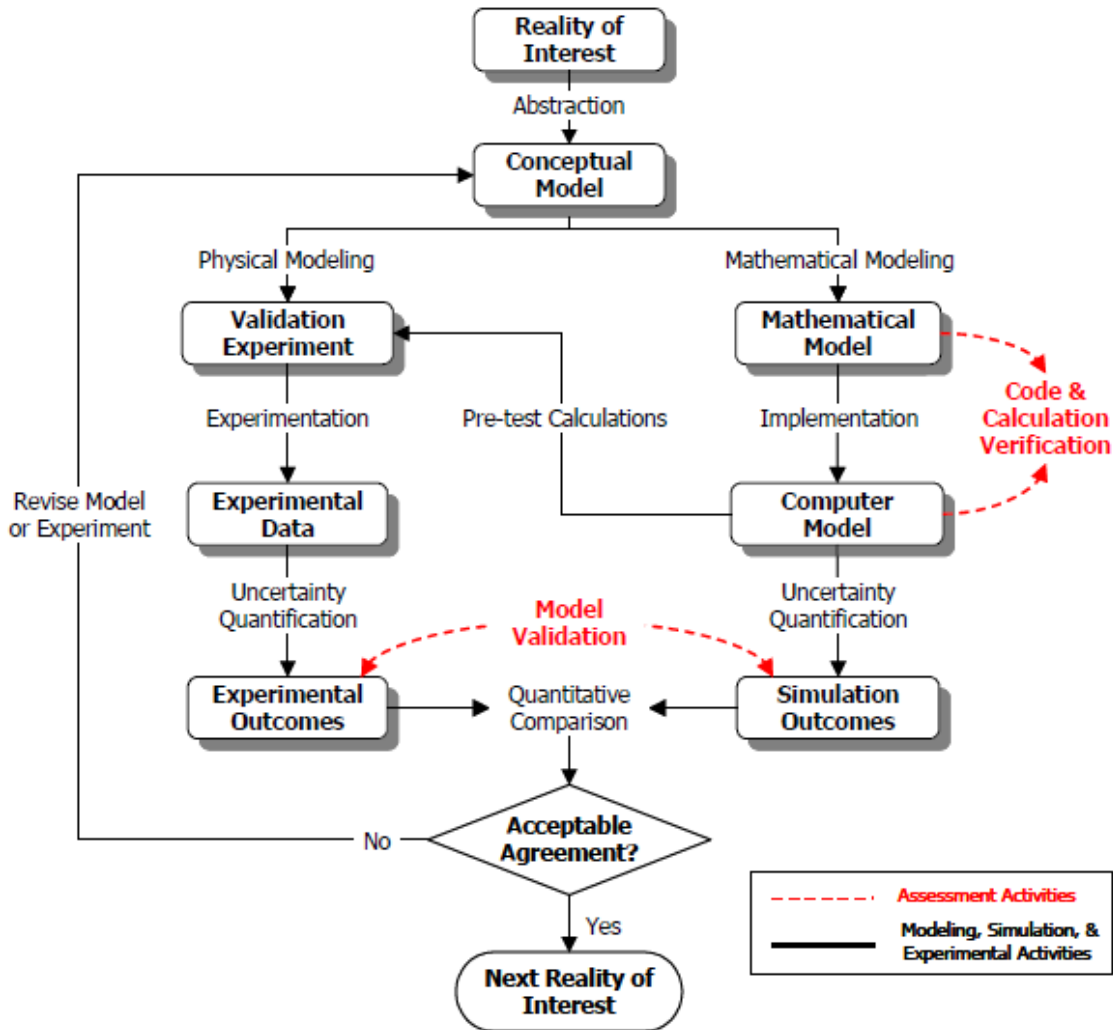 Reality of
Interest
Abstraction
Conceptual
Model
Physical Modeling
Mathematical Modeling
Validation
Experiment
Mathematical
Model
Code &
Calculation
Verification
Experimentation
Pre-test Calculations
Implementation
Revise Model
or Experiment
Experimental
Data
Computer
Model
Uncertainty
Quantification
Model
Validation
Uncertainty
Quantification
Experimental
Outcomes
Quantitative
Comparison
Simulation
Outcomes
No
Acceptable
Agreement?
Yes
Next Reality of
Interest
Assessment Activities
Modeling, Simulation, &
Experimental Activities